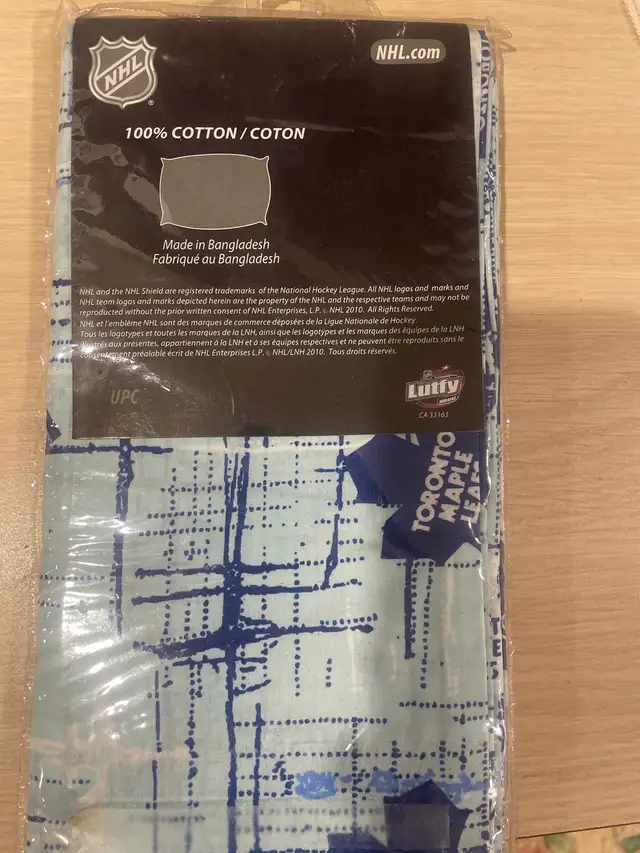 NHL
®
NHL.com
100% COTTON / COTON
Made in Bangladesh
Fabriqué au Bangladesh
NHL and the NHL Shield are registered trademarks of the National Hockey League. All NHL logos and marks and
NHL team logos and marks depicted herein are the property of the NHL and the respective teams and may not be
reproduced without the prior written consent of NHL Enterprises, L.P. © NHL 2010. All Rights Reserved.
NHL et l'emblème NHL sont des marques de commerce déposées de la Ligue Nationale de Hockey.
Tous les logotypes et toutes les marques de la LNH, ainsi que les logotypes et les marques des équipes de la LNH
illustrés aux présentes, appartiennent à la LNH et à ses équipes respectives et ne peuvent être reproduits sans le
consentement préalable écrit de NHL Enterprises L.P. © NHL/LNH 2010. Tous droits réservés.
UPC
Lutfy
CA 33163
TORONTO
MAPLE
LEAFS